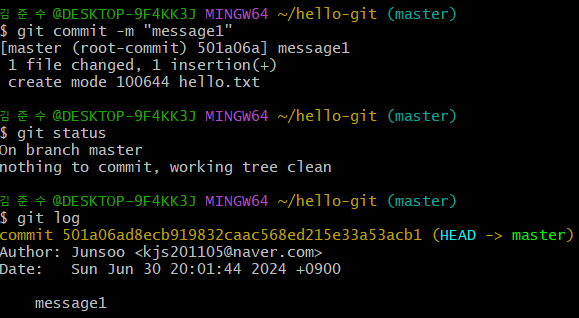 김준수@DESKTOP-9F4KK3J MINGW64 ~/hello-git (master)
$ git commit -m "message1"
[master (root-commit) 501a06a] message1
 1 file changed, 1 insertion(+)
 create mode 100644 hello.txt
김준수@DESKTOP-9F4KK3J MINGW64 ~/hello-git (master)
$ git status
On branch master
nothing to commit, working tree clean
김준수@DESKTOP-9F4KK3J MINGW64 ~/hello-git (master)
$ git log
commit 501a06ad8ecb919832caac568ed215e33a53acb1 (HEAD -> master)
Author: Junsoo <kjs201105@naver.com>
Date:   Sun Jun 30 20:01:44 2024 +0900
    message1